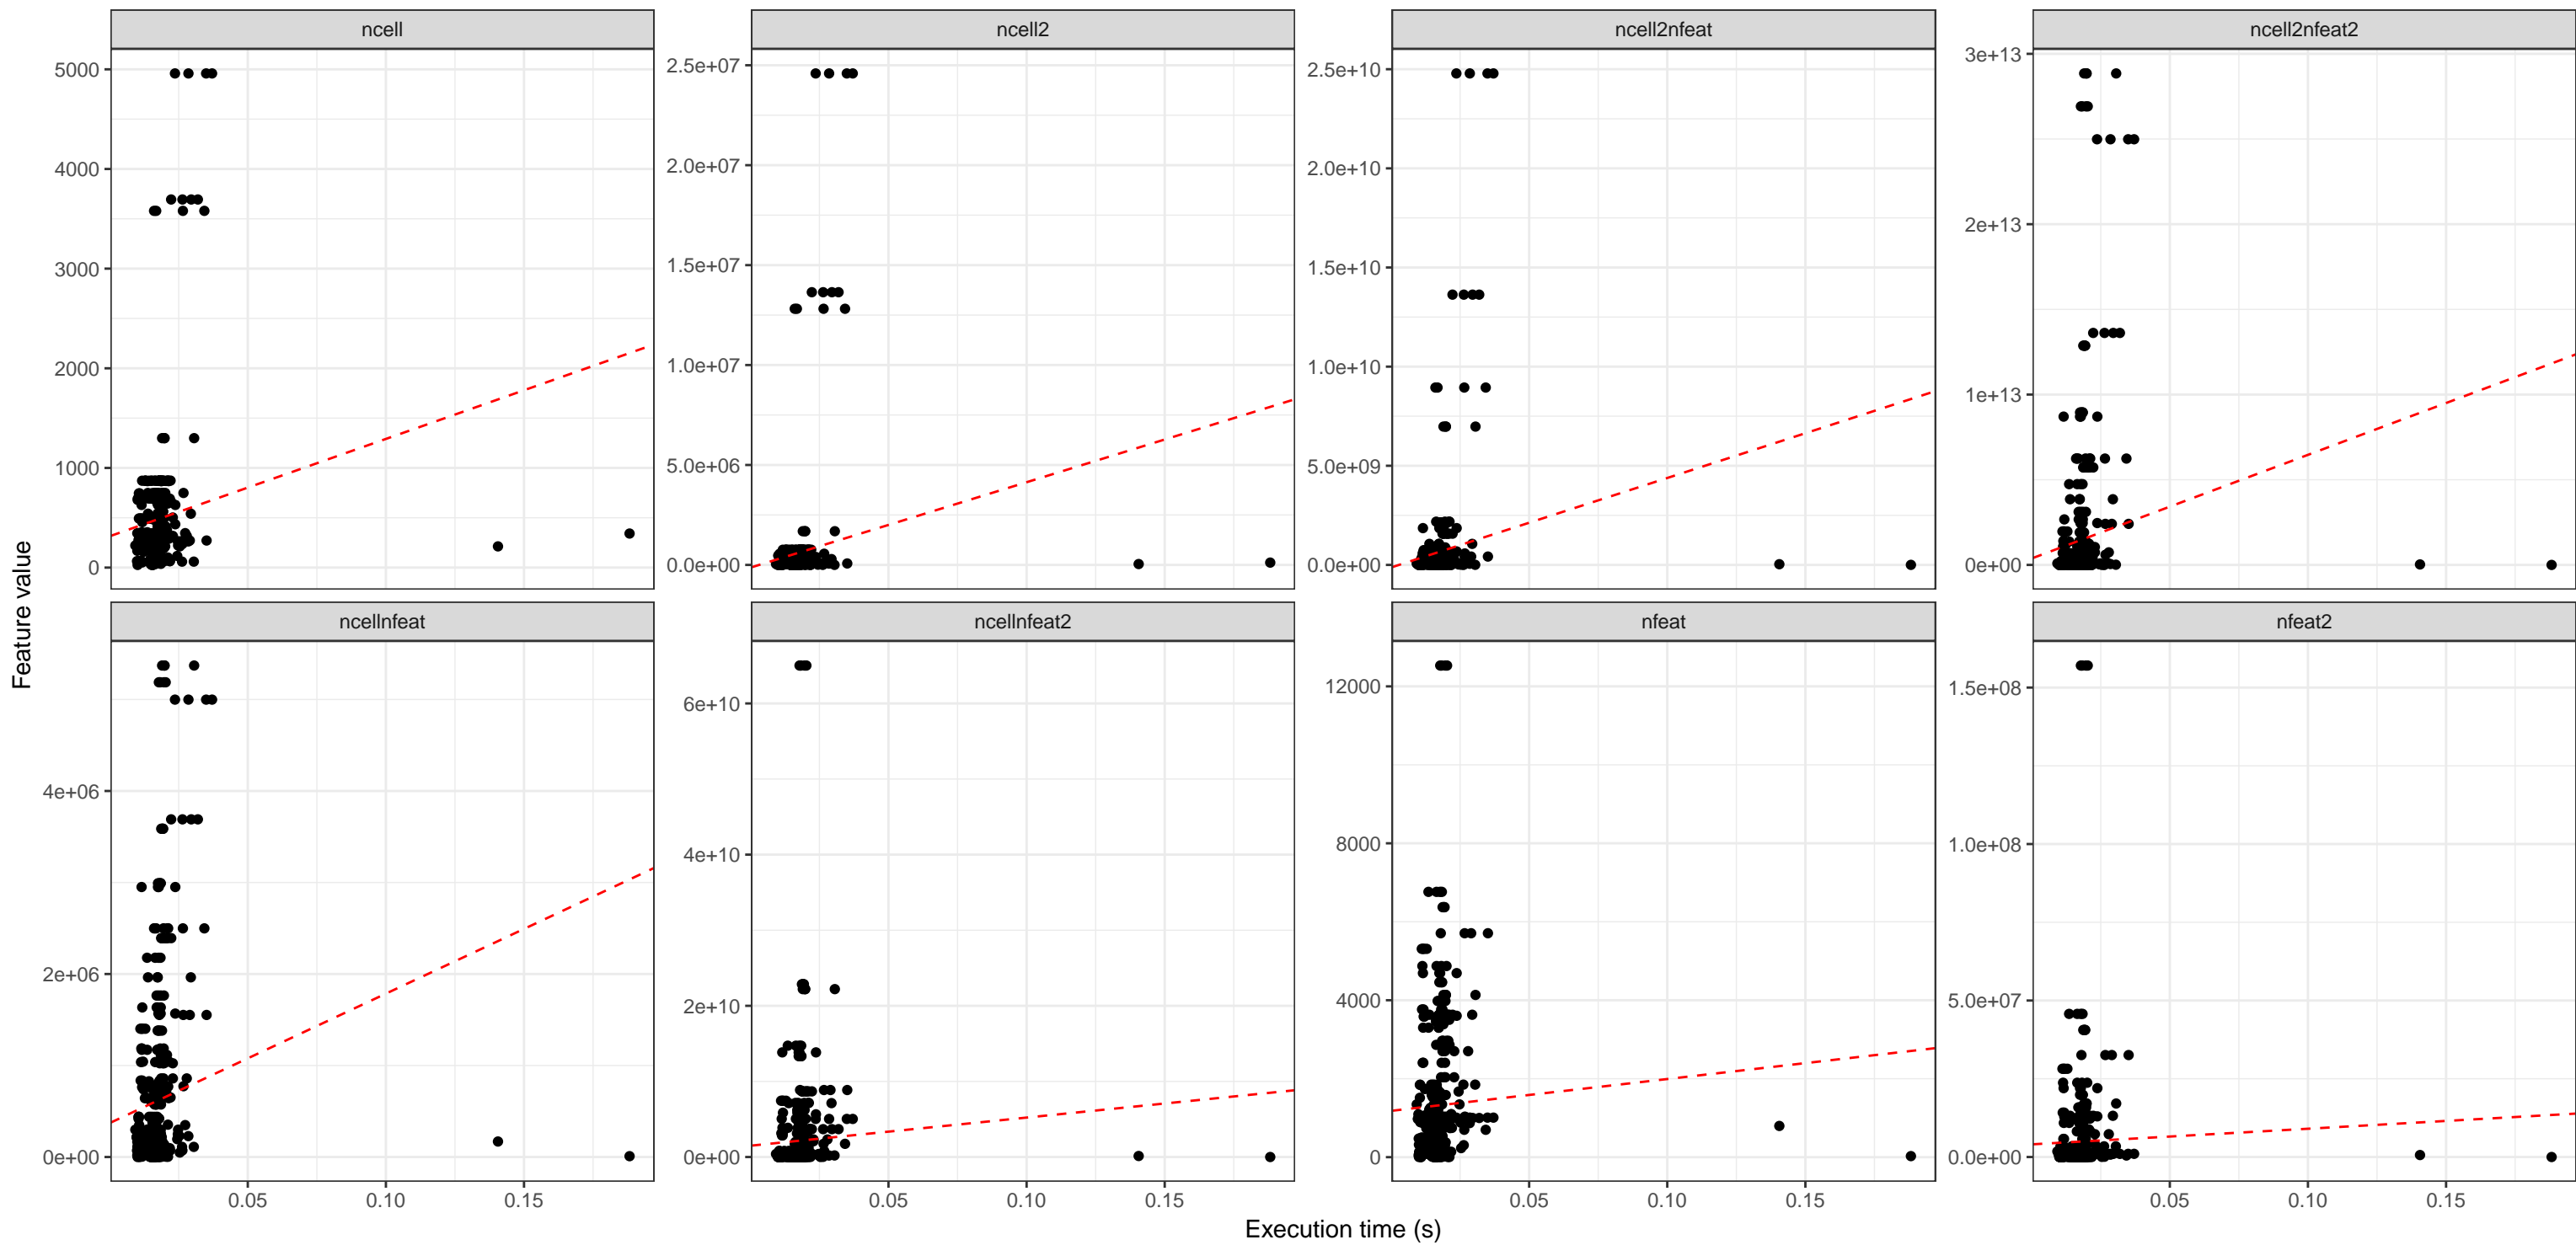 ncell
ncell2
ncell2nfeat
ncell2nfeat2
5000
4000
3000
2000
1000
0
2.5e+07
2.0e+07
1.5e+07
1.0e+07
5.0e+06
0.0e+00
2.5e+10
2.0e+10
1.5e+10
1.0e+10
5.0e+09
0.0e+00
3e+13
2e+13
1e+13
0e+00
Feature value
ncellnfeat
ncellnfeat2
nfeat
nfeat2
4e+06
2e+06
0e+00
6e+10
4e+10
2e+10
0e+00
12000
8000
4000
0
1.5e+08
1.0e+08
5.0e+07
0.0e+00
0.05 0.10 0.15
0.05 0.10 0.15
0.05 0.10 0.15
0.05 0.10 0.15
Execution time (s)